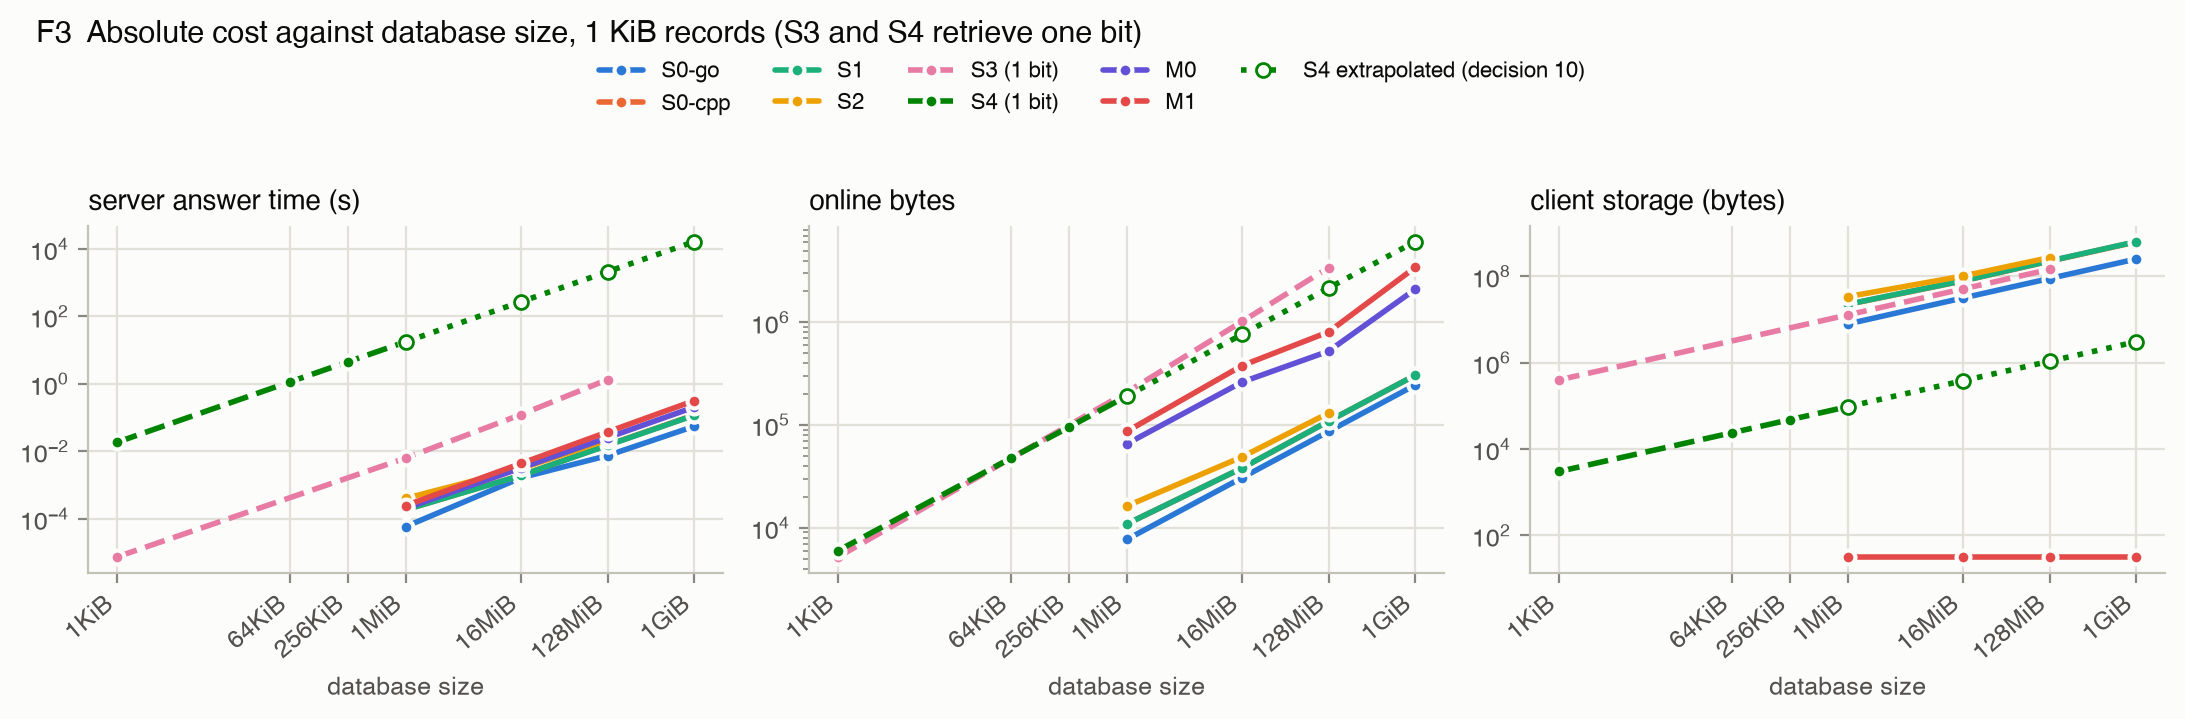 F3 Absolute cost against database size, 1 KiB records (S3 and S4 retrieve one bit)
S0-go S1 S3 (1 bit) M0 S4 extrapolated (decision 10)
S0-cpp S2 S4 (1 bit) M1
server answer time (s)
10⁴
10²
10⁰
10⁻²
10⁻⁴
1KiB 64KiB 256KiB 1MiB 16MiB 128MiB 1GiB
database size
online bytes
10⁶
10⁵
10⁴
1KiB 64KiB 256KiB 1MiB 16MiB 128MiB 1GiB
database size
client storage (bytes)
10⁸
10⁶
10⁴
10²
1KiB 64KiB 256KiB 1MiB 16MiB 128MiB 1GiB
database size